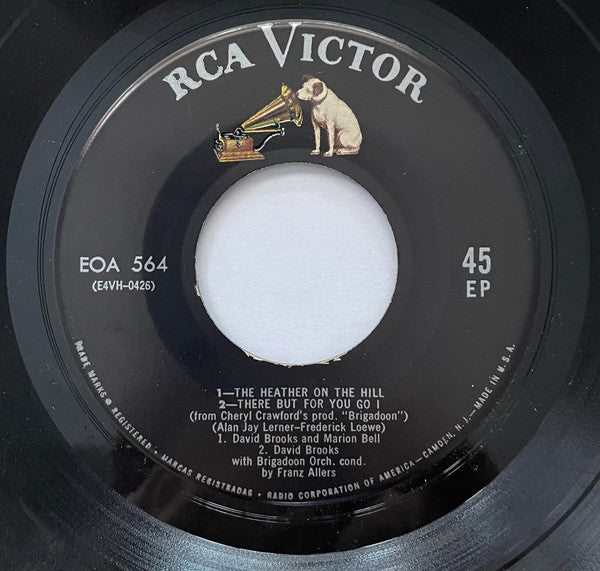 RCA VICTOR
EOA 564
(E4VH-0426)
45
EP
1—THE HEATHER ON THE HILL
2—THERE BUT FOR YOU GO I
(from Cheryl Crawford's prod. "Brigadoon")
(Alan Jay Lerner-Frederick Loewe)
1. David Brooks and Marion Bell
2. David Brooks
with Brigadoon Orch. cond.
by Franz Allers
TRADE MARKS ® REGISTERED • MARCAS REGISTRADAS • RADIO CORPORATION OF AMERICA—CAMDEN, N.J.—MADE IN U.S.A.